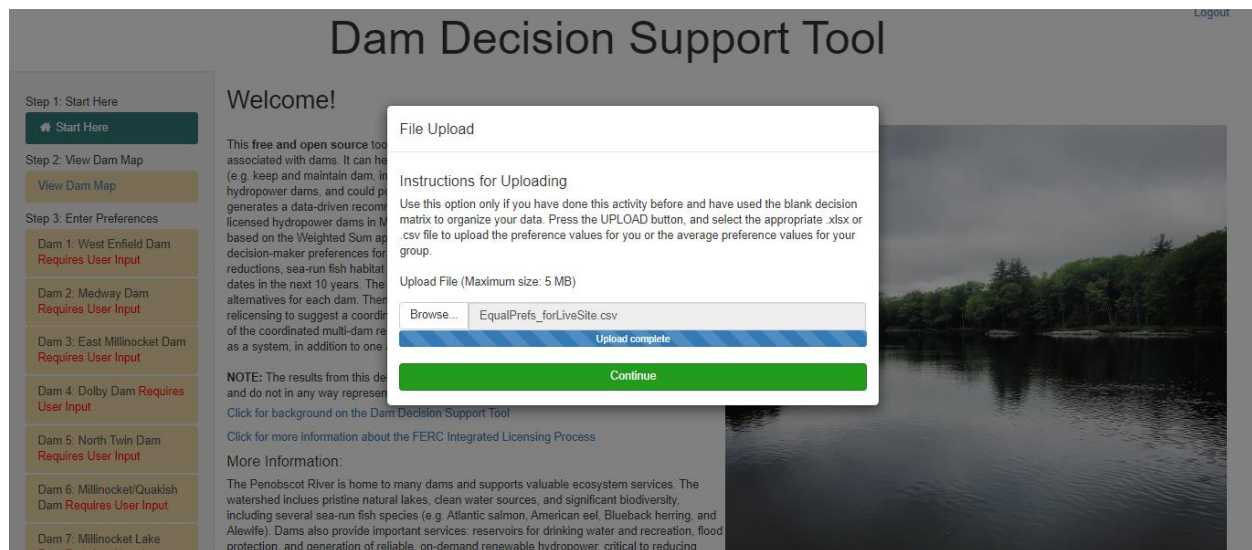 Logout
Dam Decision Support Tool
Step 1: Start Here
Start Here
Step 2: View Dam Map
View Dam Map
Step 3: Enter Preferences
Dam 1: West Enfield Dam
Requires User Input
Dam 2: Medway Dam
Requires User Input
Dam 3: East Millinocket Dam
Requires User Input
Dam 4: Dolby Dam Requires
User Input
Dam 5: North Twin Dam
Requires User Input
Dam 6: Millinocket/Quakish
Dam Requires User Input
Dam 7: Millinocket Lake
Welcome!
This free and open source too
associated with dams. It can he
(e.g. keep and maintain dam, in
hydropower dams, and could po
generates a data-driven recomm
licensed hydropower dams in M
based on the Weighted Sum ap
decision-maker preferences for
reductions, sea-run fish habitat
dates in the next 10 years. The
alternatives for each dam. Then
relicensing to suggest a coordin
of the coordinated multi-dam re
as a system, in addition to one
NOTE: The results from this de
and do not in any way represen
Click for background on the Dam Decision Support Tool
Click for more information about the FERC Integrated Licensing Process
More Information:
The Penobscot River is home to many dams and supports valuable ecosystem services. The
watershed inclues pristine natural lakes, clean water sources, and significant biodiversity,
including several sea-run fish species (e.g. Atlantic salmon, American eel, Blueback herring, and
Alewife). Dams also provide important services: reservoirs for drinking water and recreation, flood
protection, and generation of reliable, on-demand renewable hydropower, critical to reducing
File Upload
Instructions for Uploading
Use this option only if you have done this activity before and have used the blank decision
matrix to organize your data. Press the UPLOAD button, and select the appropriate .xlsx or
.csv file to upload the preference values for you or the average preference values for your
group.
Upload File (Maximum size: 5 MB)
Browse... EqualPrefs_forLiveSite.csv
Upload complete
Continue